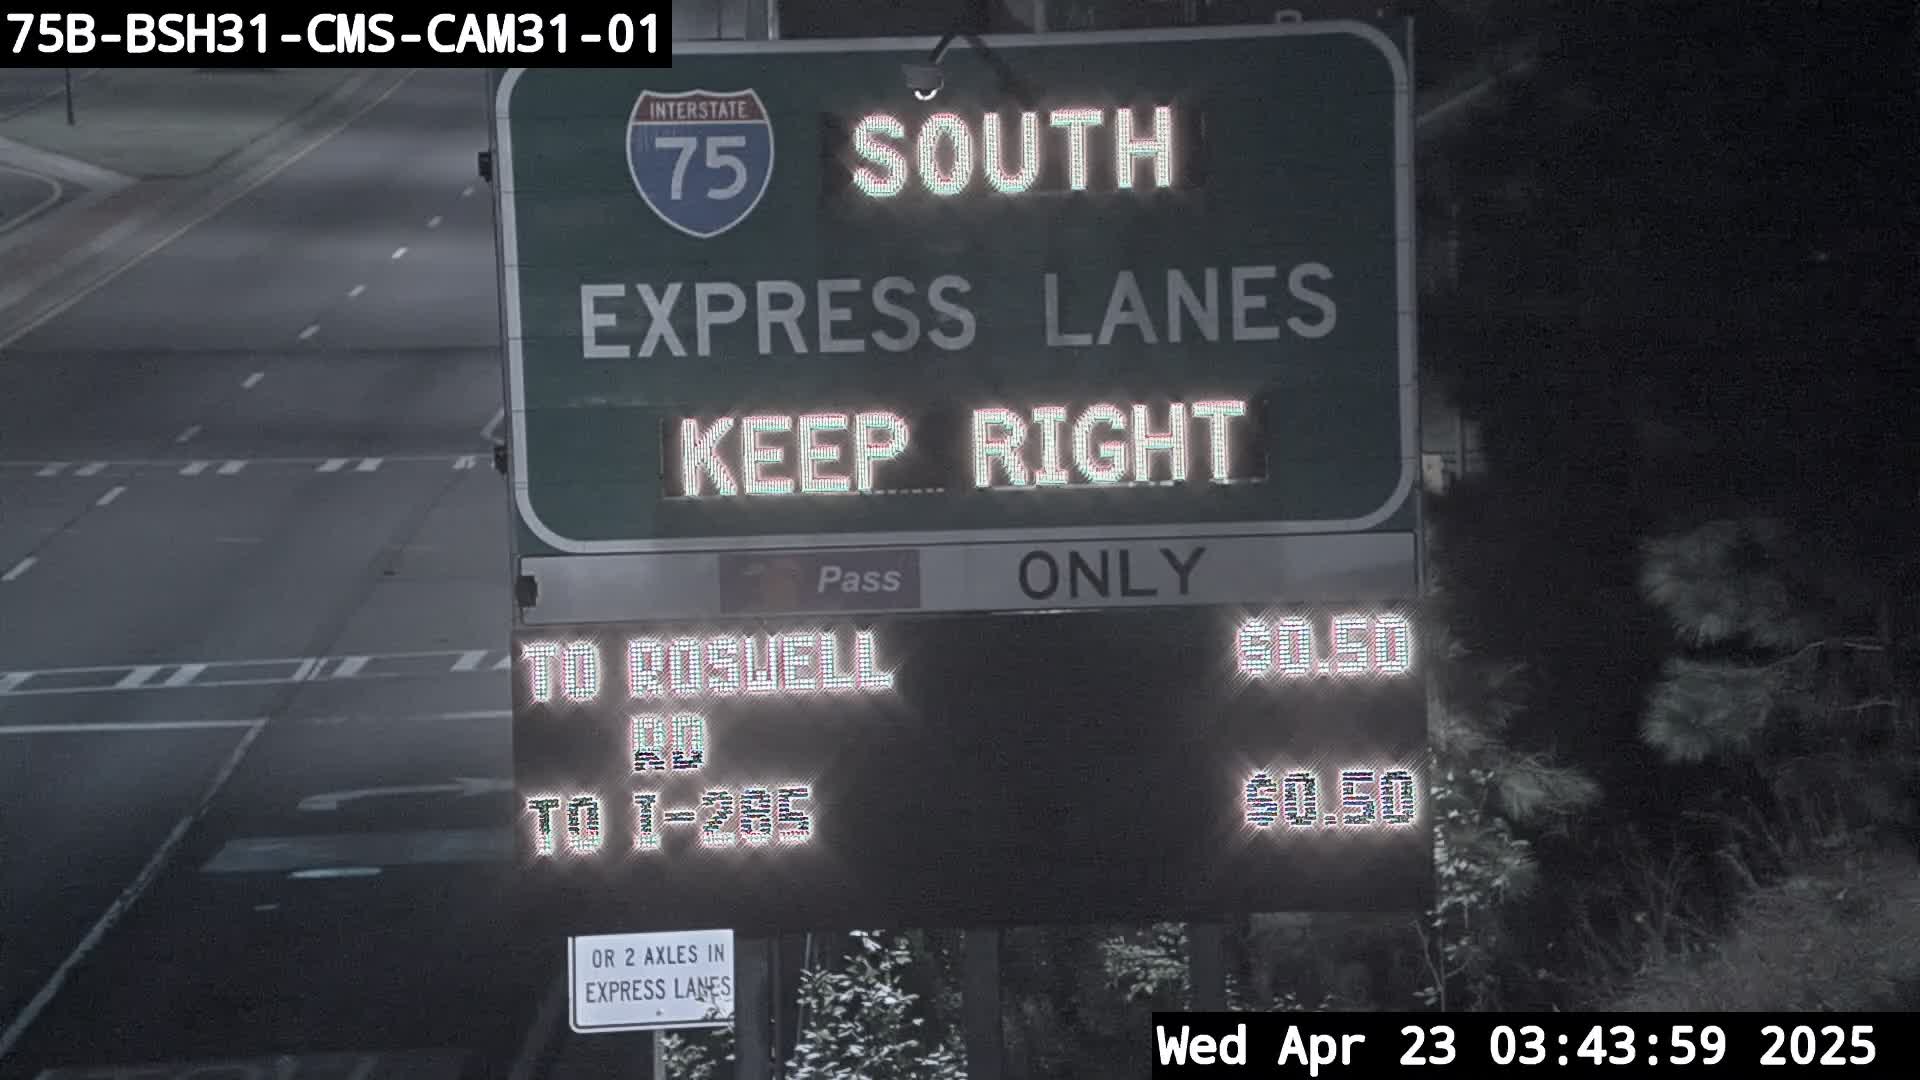 75B-BSH31-CMS-CAM31-01
INTERSTATE
75
SOUTH
EXPRESS LANES
KEEP RIGHT
Pass ONLY
TO ROSWELL $0.50
RD
TO I-285 $0.50
OR 2 AXLES IN
EXPRESS LANES
Wed Apr 23 03:43:59 2025